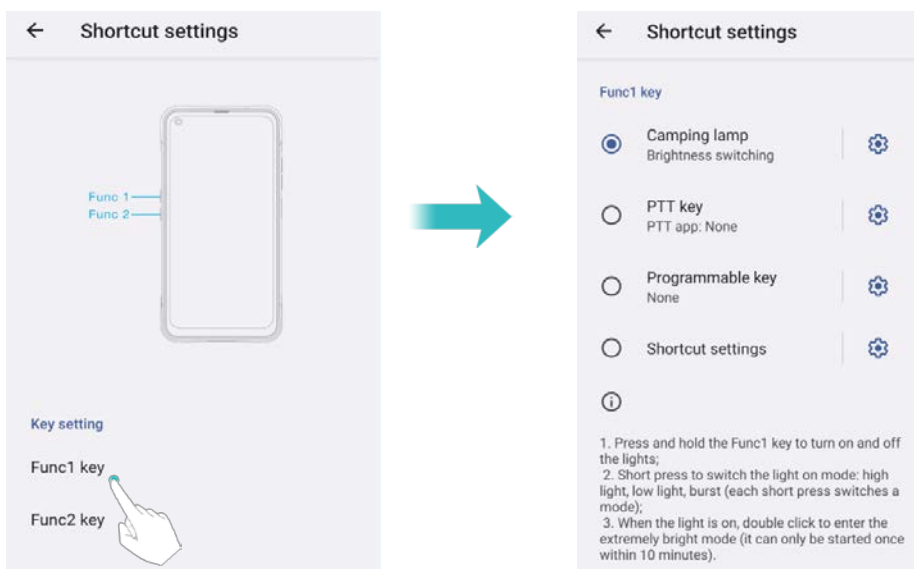 Shortcut settings
Func 1
Func 2
Key setting
Func1 key
Func2 key
Shortcut settings
Func1 key
Camping lamp
Brightness switching
PTT key
PTT app: None
Programmable key
None
Shortcut settings
1. Press and hold the Func1 key to turn on and off
the lights;
2. Short press to switch the light on mode: high
light, low light, burst (each short press switches a
mode);
3. When the light is on, double click to enter the
extremely bright mode (it can only be started once
within 10 minutes).